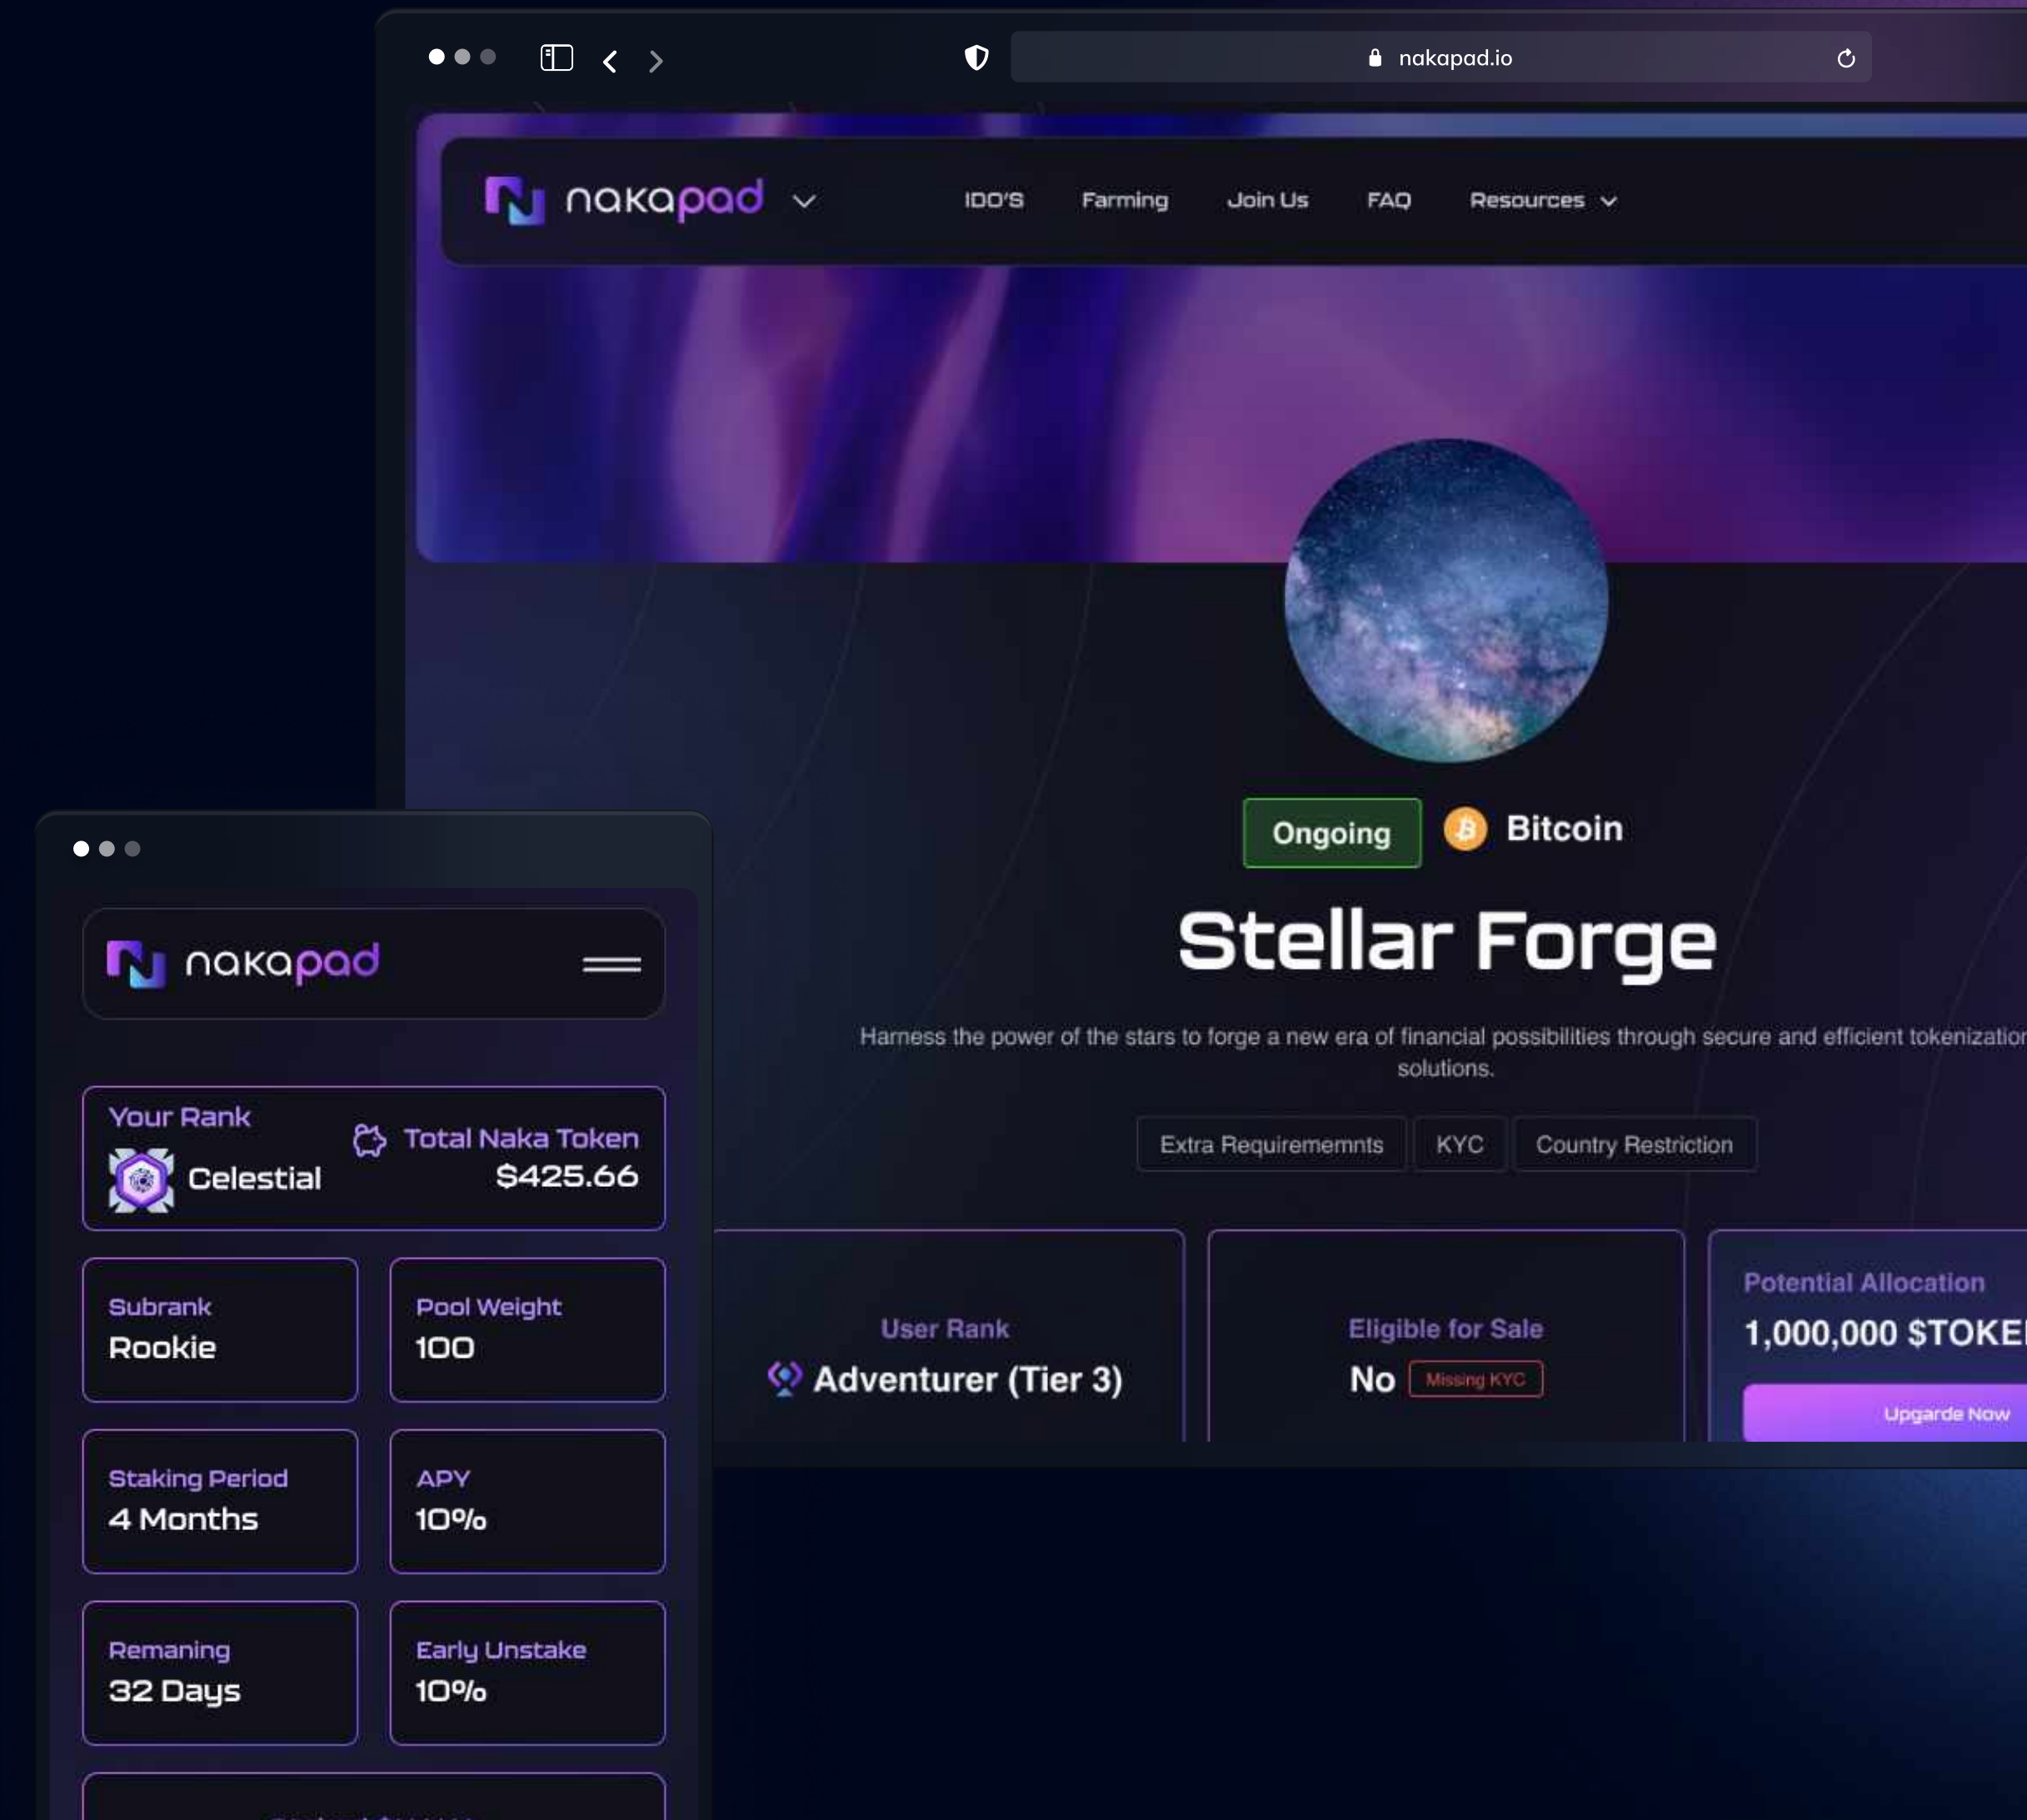 nakapad.io
nakapad
IDO'S
Farming
Join Us
FAQ
Resources
Ongoing
Bitcoin
Stellar Forge
Harness the power of the stars to forge a new era of financial possibilities through secure and efficient tokenization
solutions.
Extra Requirememnts
KYC
Country Restriction
User Rank
Adventurer (Tier 3)
Eligible for Sale
No
Missing KYC
Potential Allocation
1,000,000
Upgarde Now
nakapad
Your Rank
Celestial
Total Naka Token
$425.66
Subrank
Rookie
Pool Weight
100
Staking Period
4 Months
APY
10%
Remaning
32 Days
Early Unstake
10%